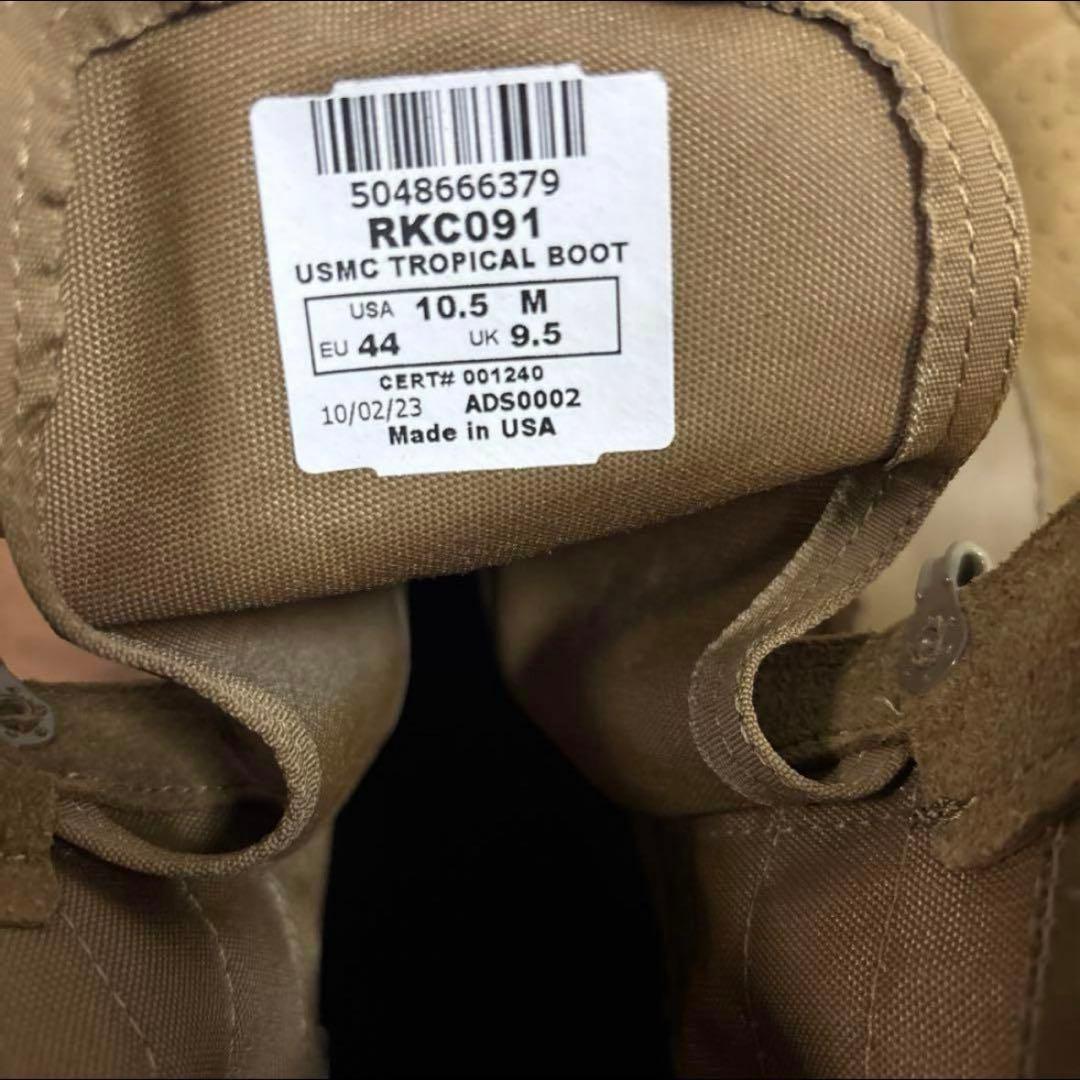 5048666379
RKC091
USMC TROPICAL BOOT
USA 10.5 M
EU 44 UK 9.5
CERT# 001240
10/02/23 ADS0002
Made in USA